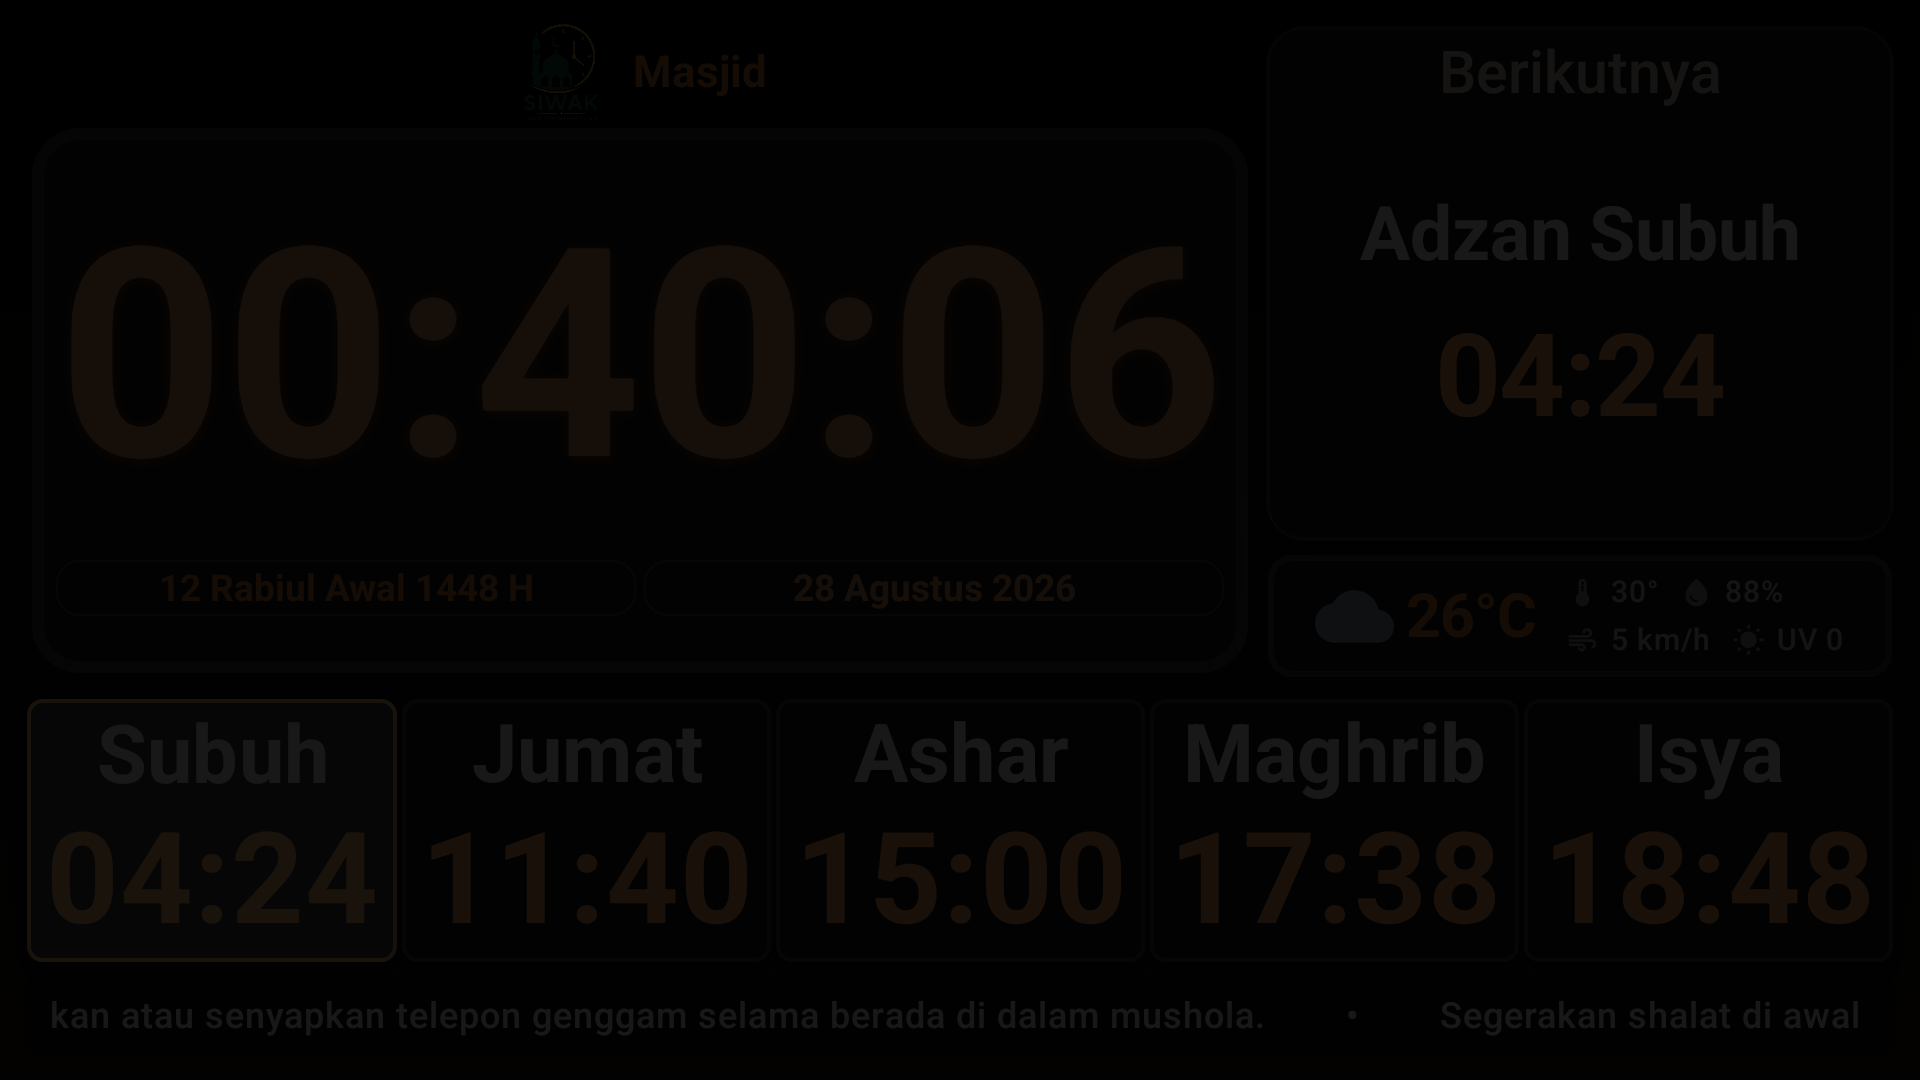 SIWAK
Masjid
00:40:06
12 Rabiul Awal 1448 H
28 Agustus 2026
Berikutnya
Adzan Subuh
04:24
26°C
30°
88%
5 km/h
UV 0
Subuh
04:24
Jumat
11:40
Ashar
15:00
Maghrib
17:38
Isya
18:48
kan atau senyapkan telepon genggam selama berada di dalam mushola. • Segerakan shalat di awal